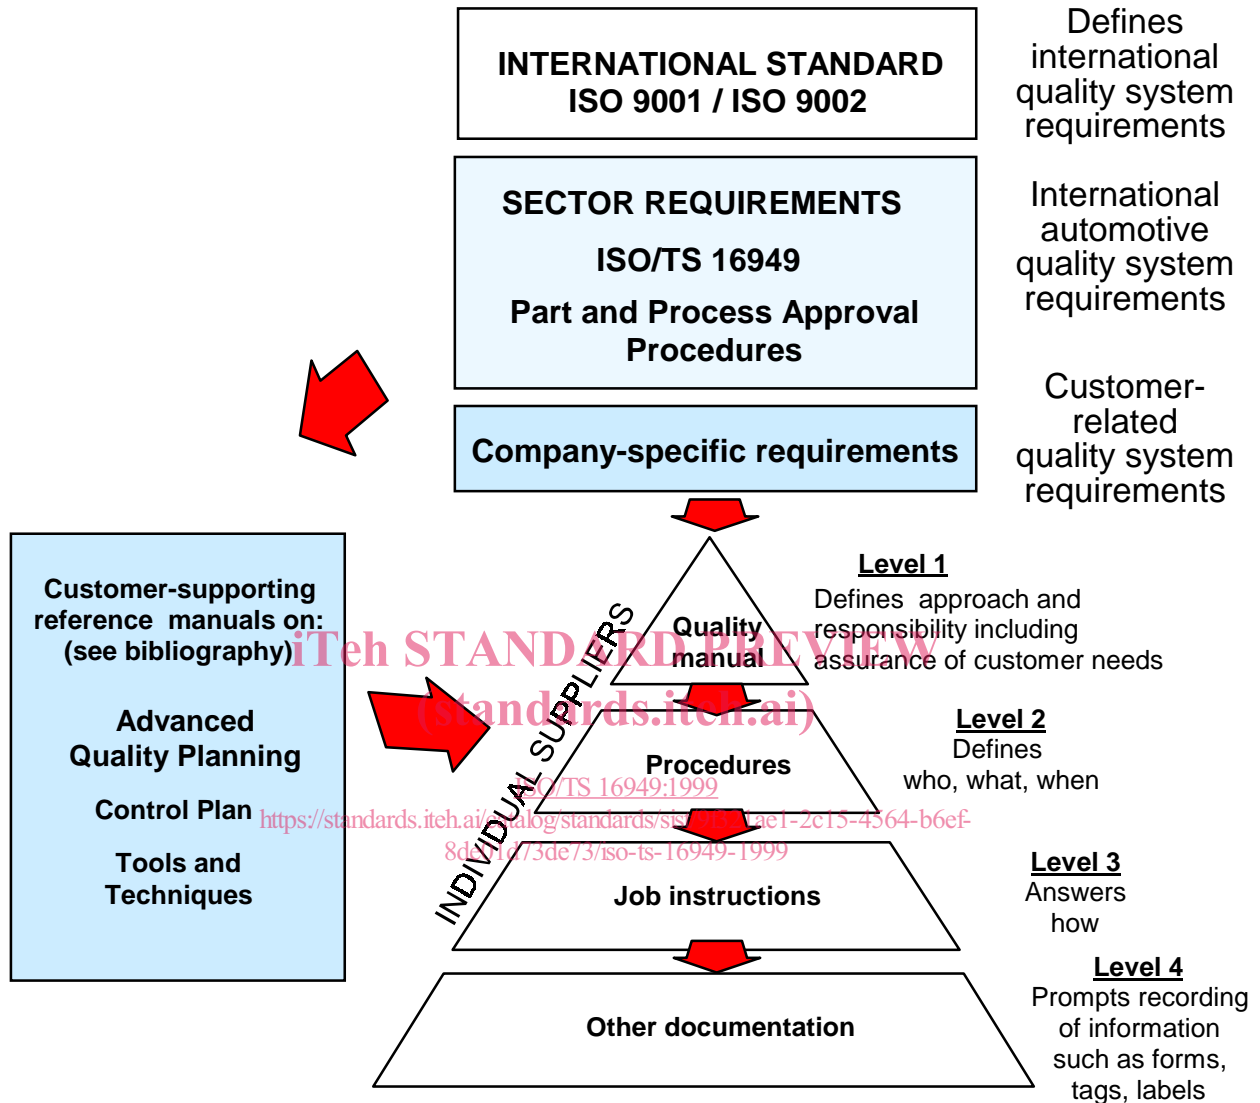 INTERNATIONAL STANDARD
ISO 9001 / ISO 9002
Defines
international
quality system
requirements
SECTOR REQUIREMENTS
ISO/TS 16949
Part and Process Approval
Procedures
International
automotive
quality system
requirements
Company-specific requirements
Customer-
related
quality system
requirements
Customer-supporting
reference manuals on:
(see bibliography)
Advanced
Quality Planning
Control Plan
Tools and
Techniques
INDIVIDUAL SUPPLIERS
Quality
manual
Level 1
Defines approach and
responsibility including
assurance of customer needs
Procedures
Level 2
Defines
who, what, when
Job instructions
Level 3
Answers
how
Other documentation
Level 4
Prompts recording
of information
such as forms,
tags, labels
iTeh STANDARD PREVIEW
(standards.iteh.ai)
ISO/TS 16949:1999